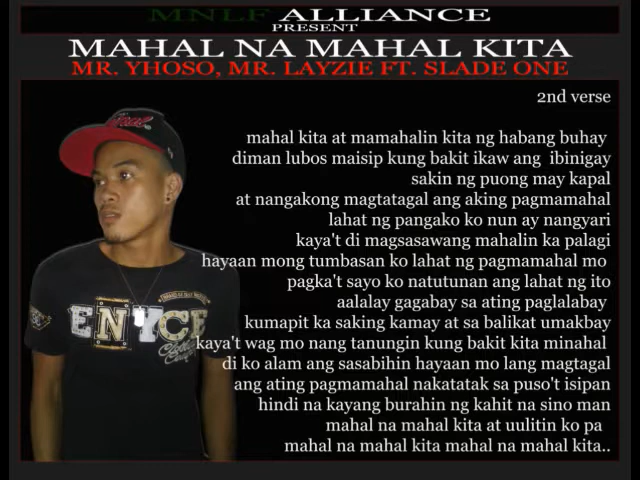 MNLF ALLIANCE
PRESENT
MAHAL NA MAHAL KITA
MR. YHOSO, MR. LAYZIE FT. SLADE ONE
2nd verse
mahal kita at mamahalin kita ng habang buhay
diman lubos maisip kung bakit ikaw ang ibinigay
sakin ng puong may kapal
at nangakong magtatagal ang aking pagmamahal
lahat ng pangako ko nun ay nangyari
kaya't di magsasawang mahalin ka palagi
hayaan mong tumbasan ko lahat ng pagmamahal mo
pagka't sayo ko natutunan ang lahat ng ito
aalalay gagabay sa ating paglalabay
kumapit ka saking kamay at sa balikat umakbay
kaya't wag mo nang tanungin kung bakit kita minahal
di ko alam ang sasabihin hayaan mo lang magtagal
ang ating pagmamahal nakatatak sa puso't isipan
hindi na kayang burahin ng kahit na sino man
mahal na mahal kita at uulitin ko pa
mahal na mahal kita mahal na mahal kita..
ENYCE